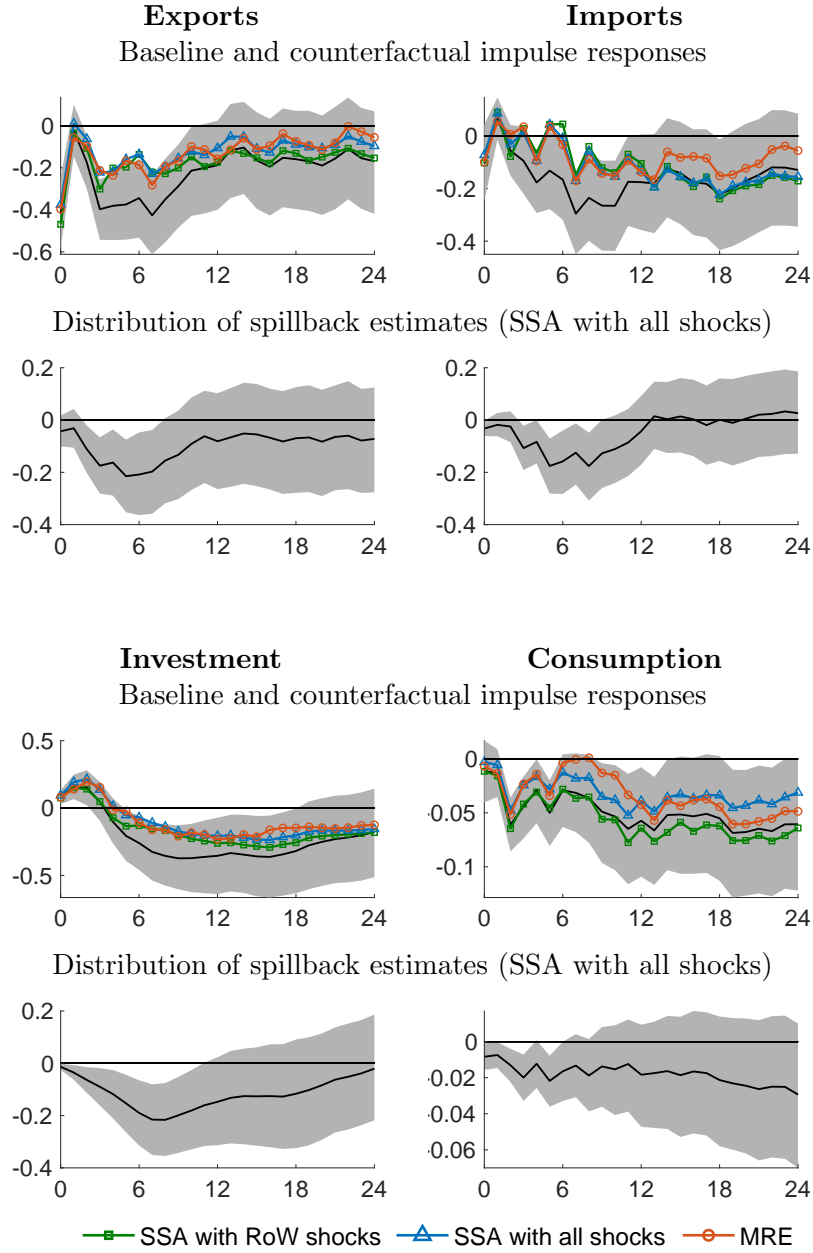 Exports Imports
Baseline and counterfactual impulse responses
0
-0.2
-0.4
-0.6
0 6 12 18 24
0
-0.2
-0.4
0 6 12 18 24
Distribution of spillback estimates (SSA with all shocks)
0.2
0
-0.2
-0.4
0 6 12 18 24
0.2
0
-0.2
-0.4
0 6 12 18 24
Investment Consumption
Baseline and counterfactual impulse responses
0.5
0
-0.5
0 6 12 18 24
0
0.05
-0.1
0 6 12 18 24
Distribution of spillback estimates (SSA with all shocks)
0.2
0
-0.2
-0.4
0 6 12 18 24
0
0.02
0.04
0.06
0 6 12 18 24
SSA with RoW shocks SSA with all shocks MRE